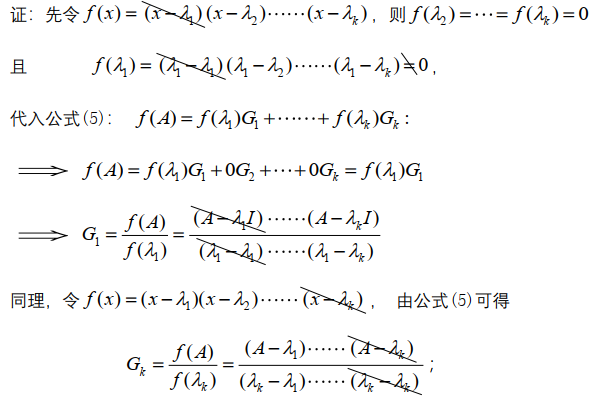 证：先令 f(x)=(x−λ₁)(x−λ₂)⋯⋯(x−λₖ)，则 f(λ₂)=⋯=f(λₖ)=0
且 f(λ₁)=(λ₁−λ₁)(λ₁−λ₂)⋯⋯(λ₁−λₖ)≠0，
代入公式(5)： f(A)=f(λ₁)G₁+⋯⋯+f(λₖ)Gₖ：
⟹ f(A)=f(λ₁)G₁+0G₂+⋯+0Gₖ=f(λ₁)G₁
⟹ G₁=f(A)/f(λ₁)=(A−λ₁I)⋯⋯(A−λₖI)/(λ₁−λ₁)⋯⋯(λ₁−λₖ)
同理，令 f(x)=(x−λ₁)(x−λ₂)⋯⋯(x−λₖ)， 由公式(5)可得
Gₖ=f(A)/f(λₖ)=(A−λ₁)⋯⋯(A−λₖ)/(λₖ−λ₁)⋯⋯(λₖ−λₖ)；